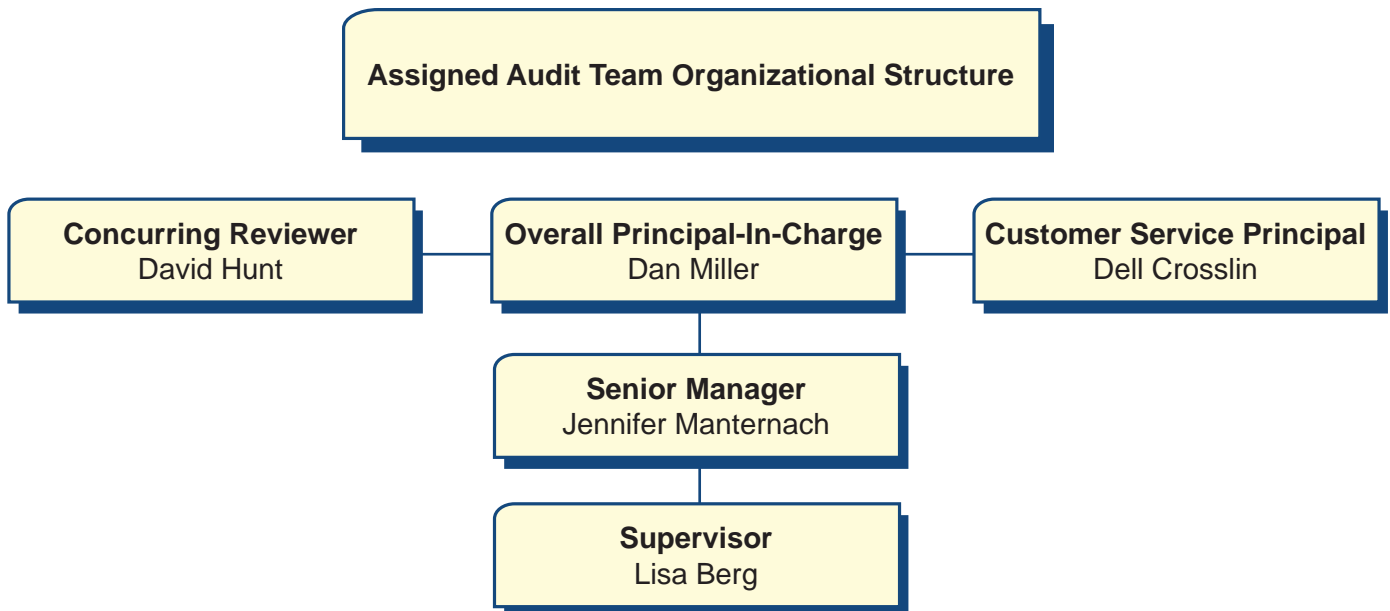 Assigned Audit Team Organizational Structure
Concurring Reviewer
David Hunt
Overall Principal-In-Charge
Dan Miller
Customer Service Principal
Dell Crosslin
Senior Manager
Jennifer Manternach
Supervisor
Lisa Berg